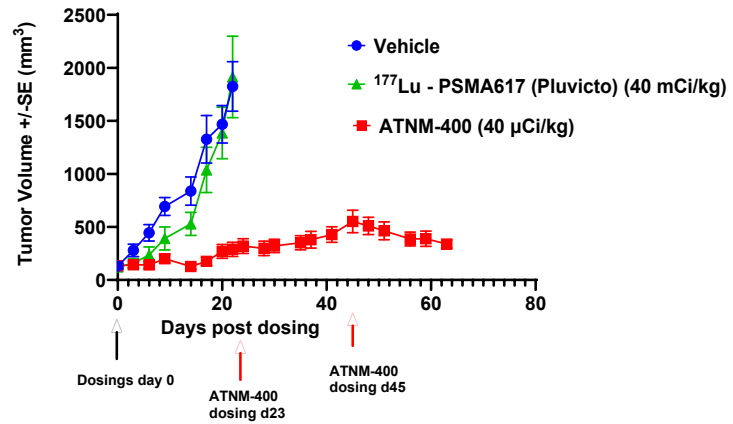 Tumor Volume +/-SE (mm³)
2500
2000
1500
1000
500
0
0
20
40
60
80
Days post dosing
Vehicle
¹⁷⁷Lu - PSMA617 (Pluvicto) (40 mCi/kg)
ATNM-400 (40 µCi/kg)
Dosings day 0
ATNM-400
dosing d23
ATNM-400
dosing d45